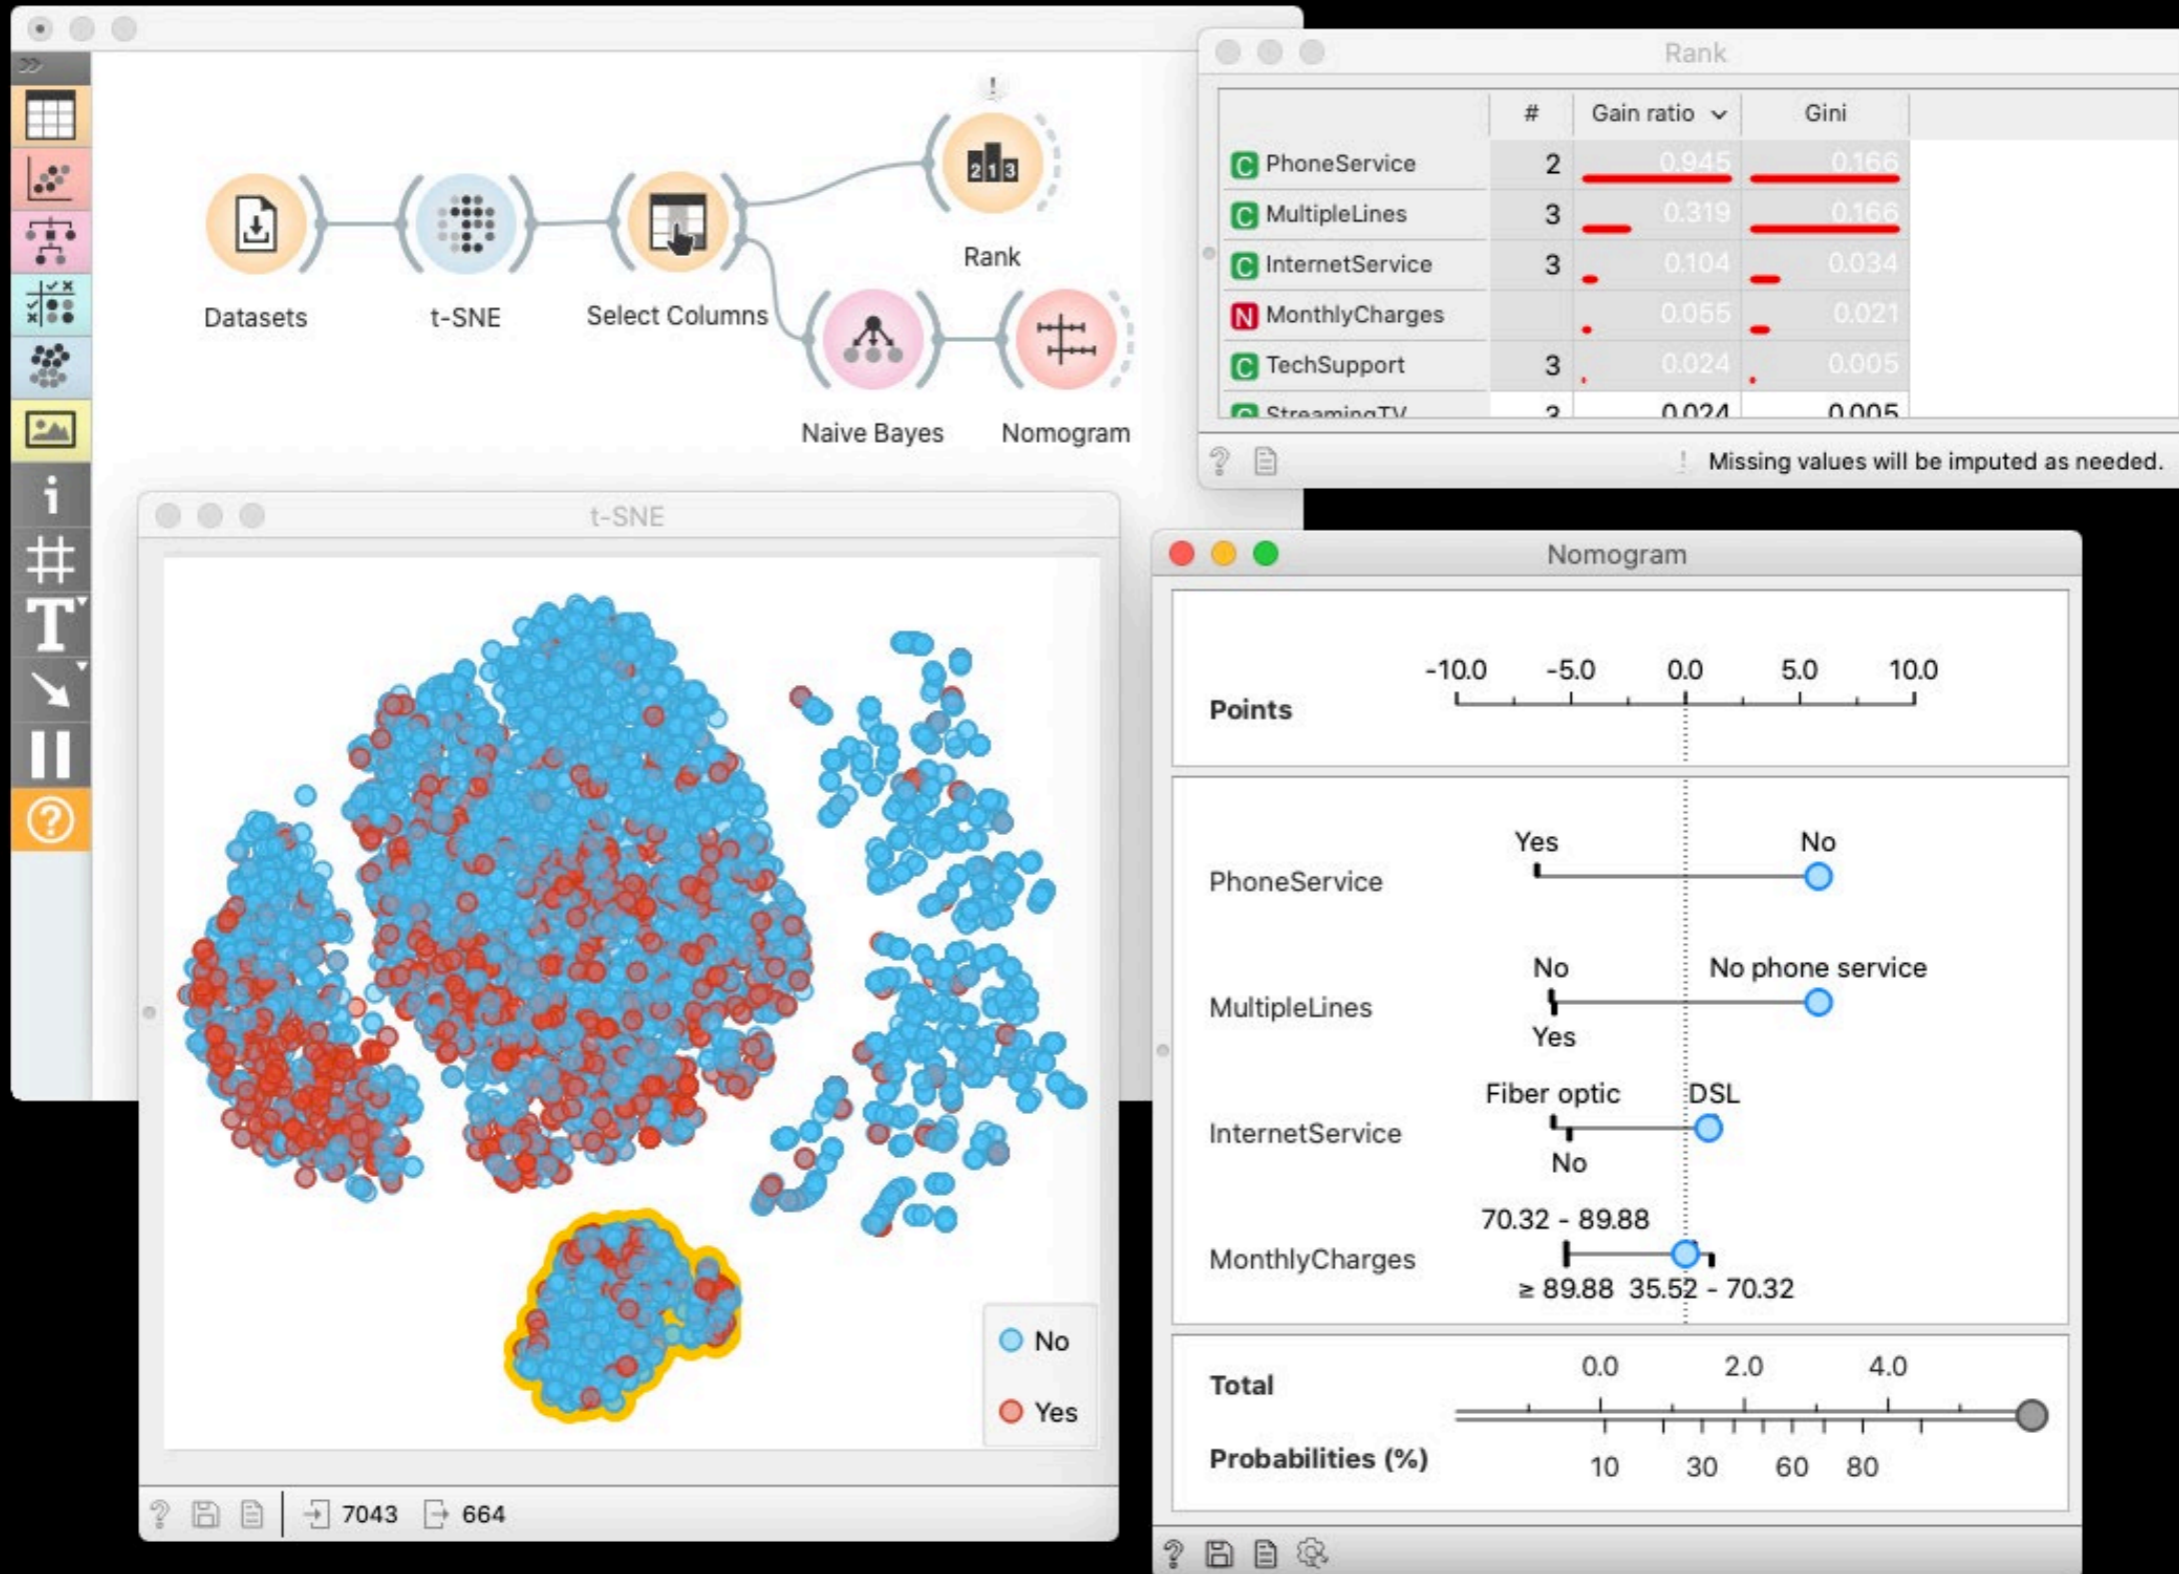 Rank
Datasets
t-SNE
Select Columns
Naive Bayes
Nomogram
Rank
# Gain ratio Gini
C PhoneService 2 0.945 0.166
C MultipleLines 3 0.319 0.166
C InternetService 3 0.104 0.034
N MonthlyCharges 0.055 0.021
C TechSupport 3 0.024 0.005
C StreamingTV 3 0.024 0.005
Missing values will be imputed as needed.
t-SNE
No
Yes
7043 664
Nomogram
-10.0 -5.0 0.0 5.0 10.0
Points
Yes No
PhoneService
No No phone service
MultipleLines
Yes
Fiber optic DSL
InternetService
No
70.32 - 89.88
MonthlyCharges
≥ 89.88 35.52 - 70.32
0.0 2.0 4.0
Total
Probabilities (%)
10 30 60 80